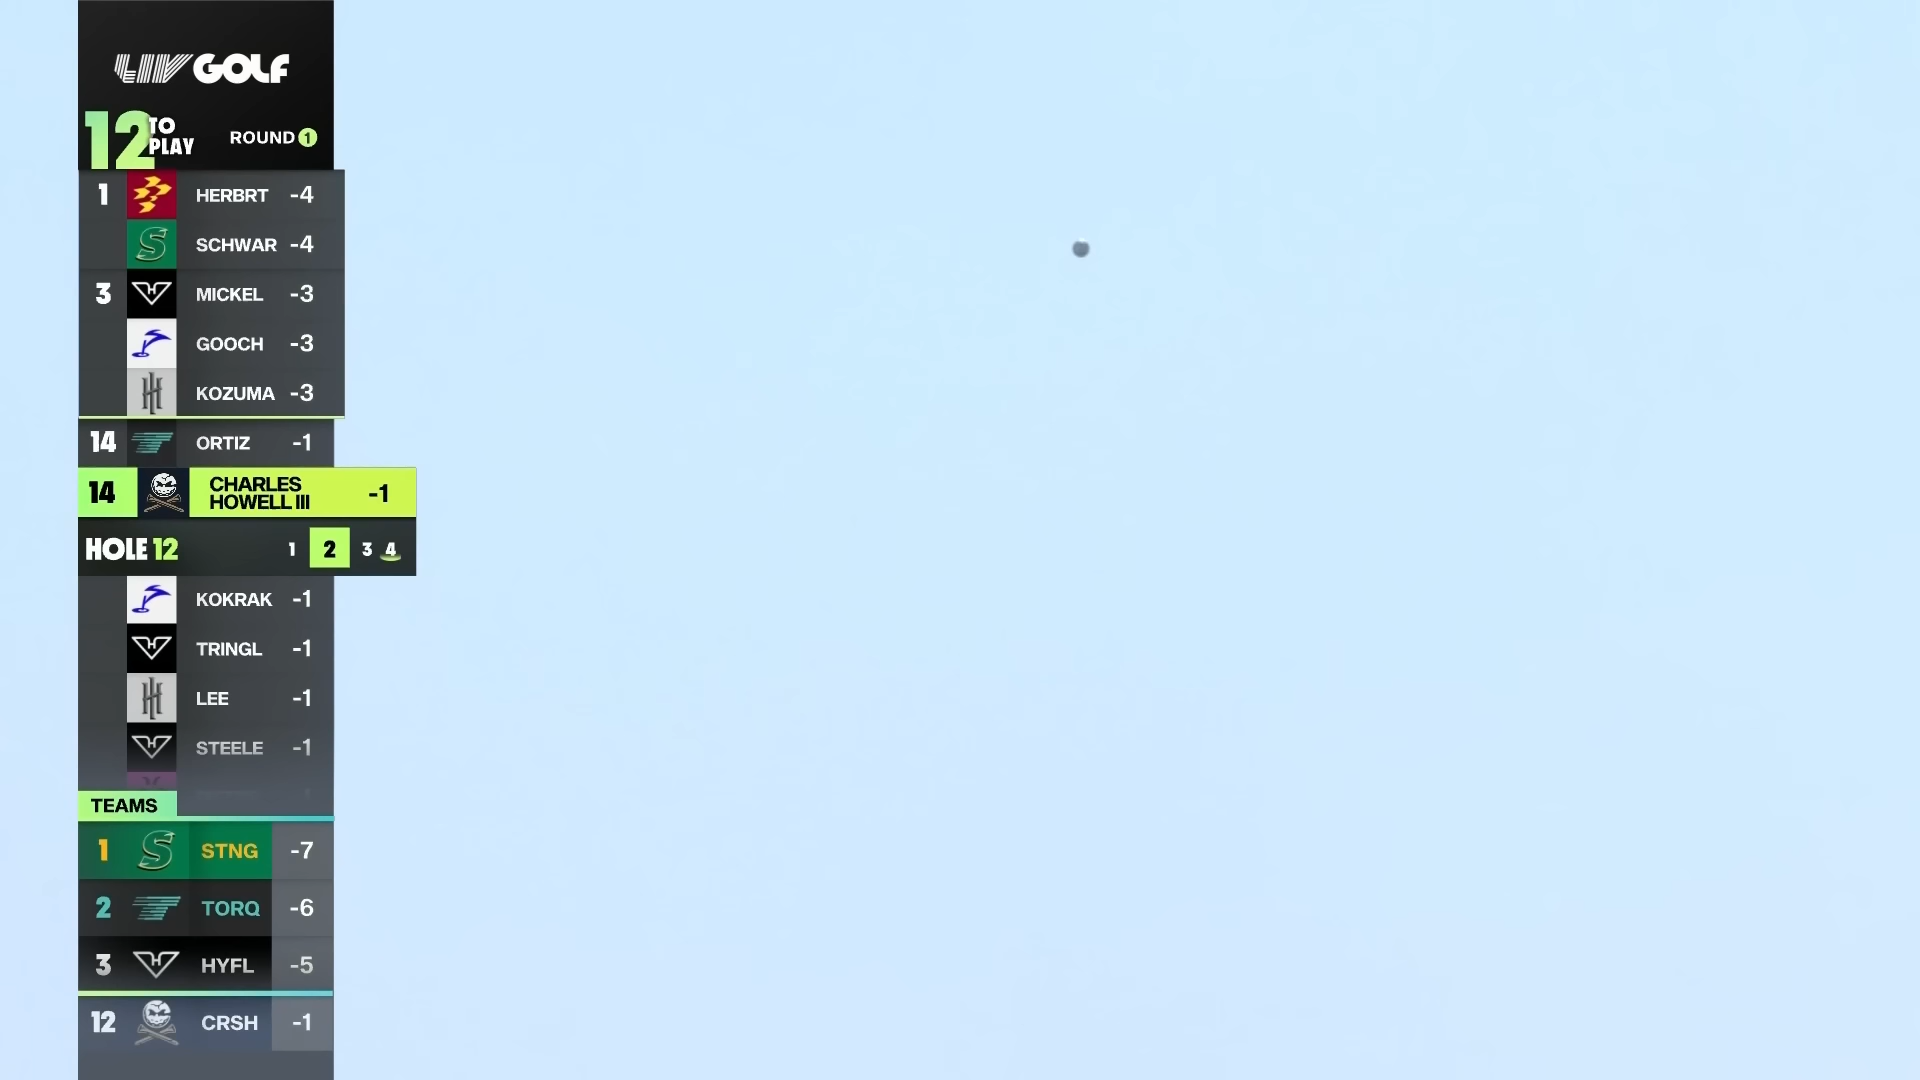 LIV GOLF
12 TO PLAY
ROUND 1
1 HERBRT -4
SCHWAR -4
3 MICKEL -3
GOOCH -3
KOZUMA -3
14 ORTIZ -1
14 CHARLES HOWELL III -1
HOLE 12 1 2 3 4
KOKRAK -1
TRINGL -1
LEE -1
STEELE -1
TEAMS
1 S STNG -7
2 TORQ -6
3 HYFL -5
12 CRSH -1